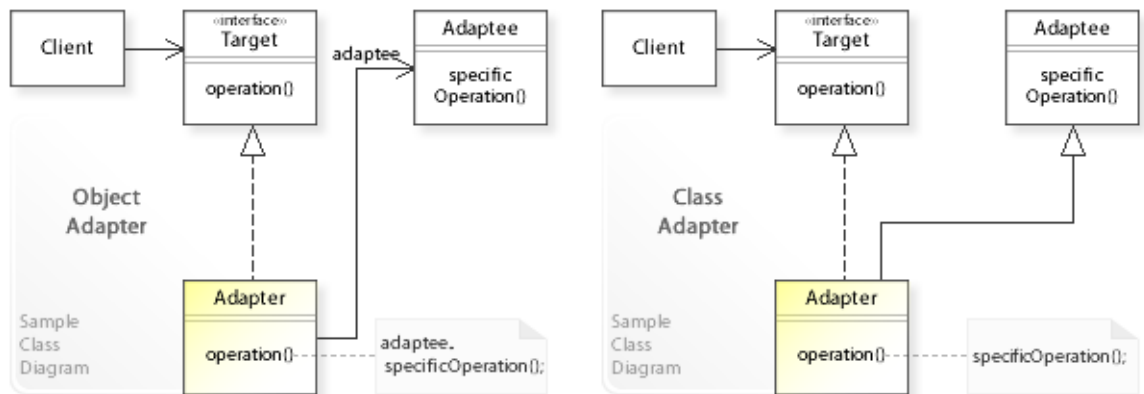 Client
«interface»
Target
operation()
adaptee
Adaptee
specific
Operation()
Object
Adapter
Adapter
operation()
adaptee.
specificOperation();
Sample
Class
Diagram
Client
«interface»
Target
operation()
Adaptee
specific
Operation()
Class
Adapter
Adapter
operation()
specificOperation();
Sample
Class
Diagram